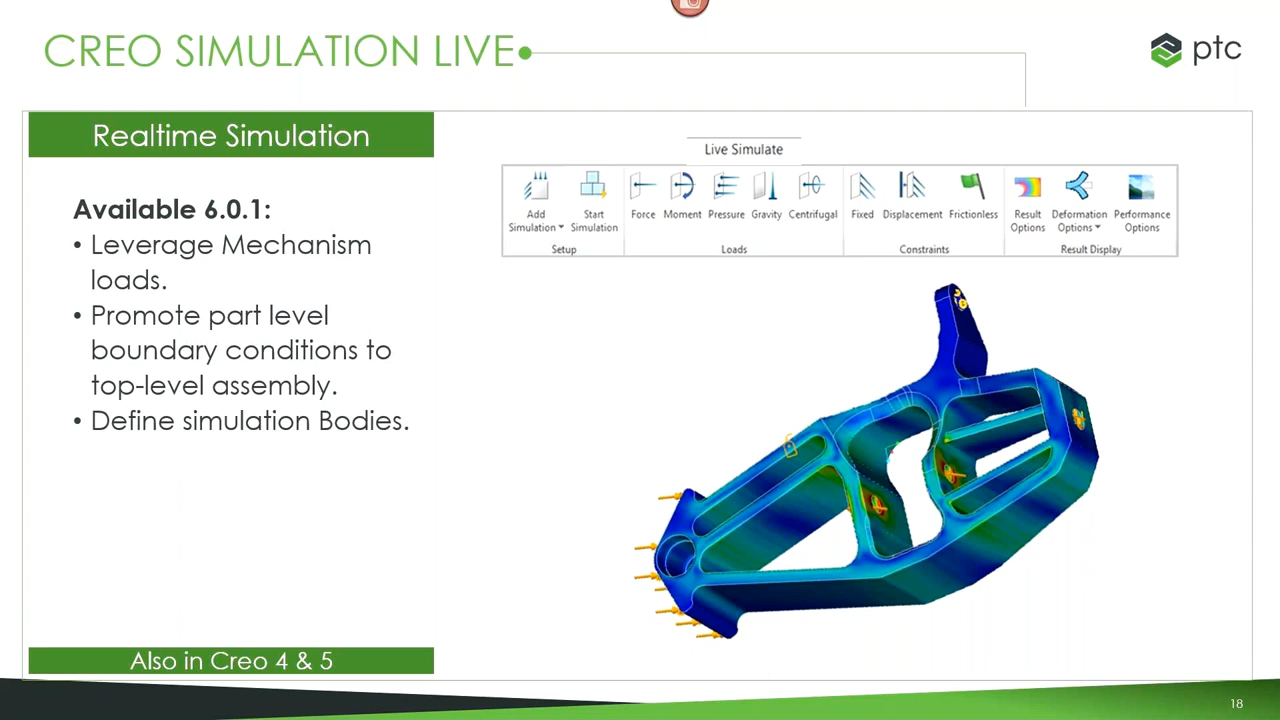 CREO SIMULATION LIVE
ptc
Realtime Simulation
Available 6.0.1:
• Leverage Mechanism
loads.
• Promote part level
boundary conditions to
top-level assembly.
• Define simulation Bodies.
Also in Creo 4 & 5
Live Simulate
Add Simulation
Start Simulation
Force
Moment
Pressure
Gravity
Centrifugal
Fixed
Displacement
Frictionless
Result Options
Deformation Options
Performance Options
Setup
Loads
Constraints
Result Display
18